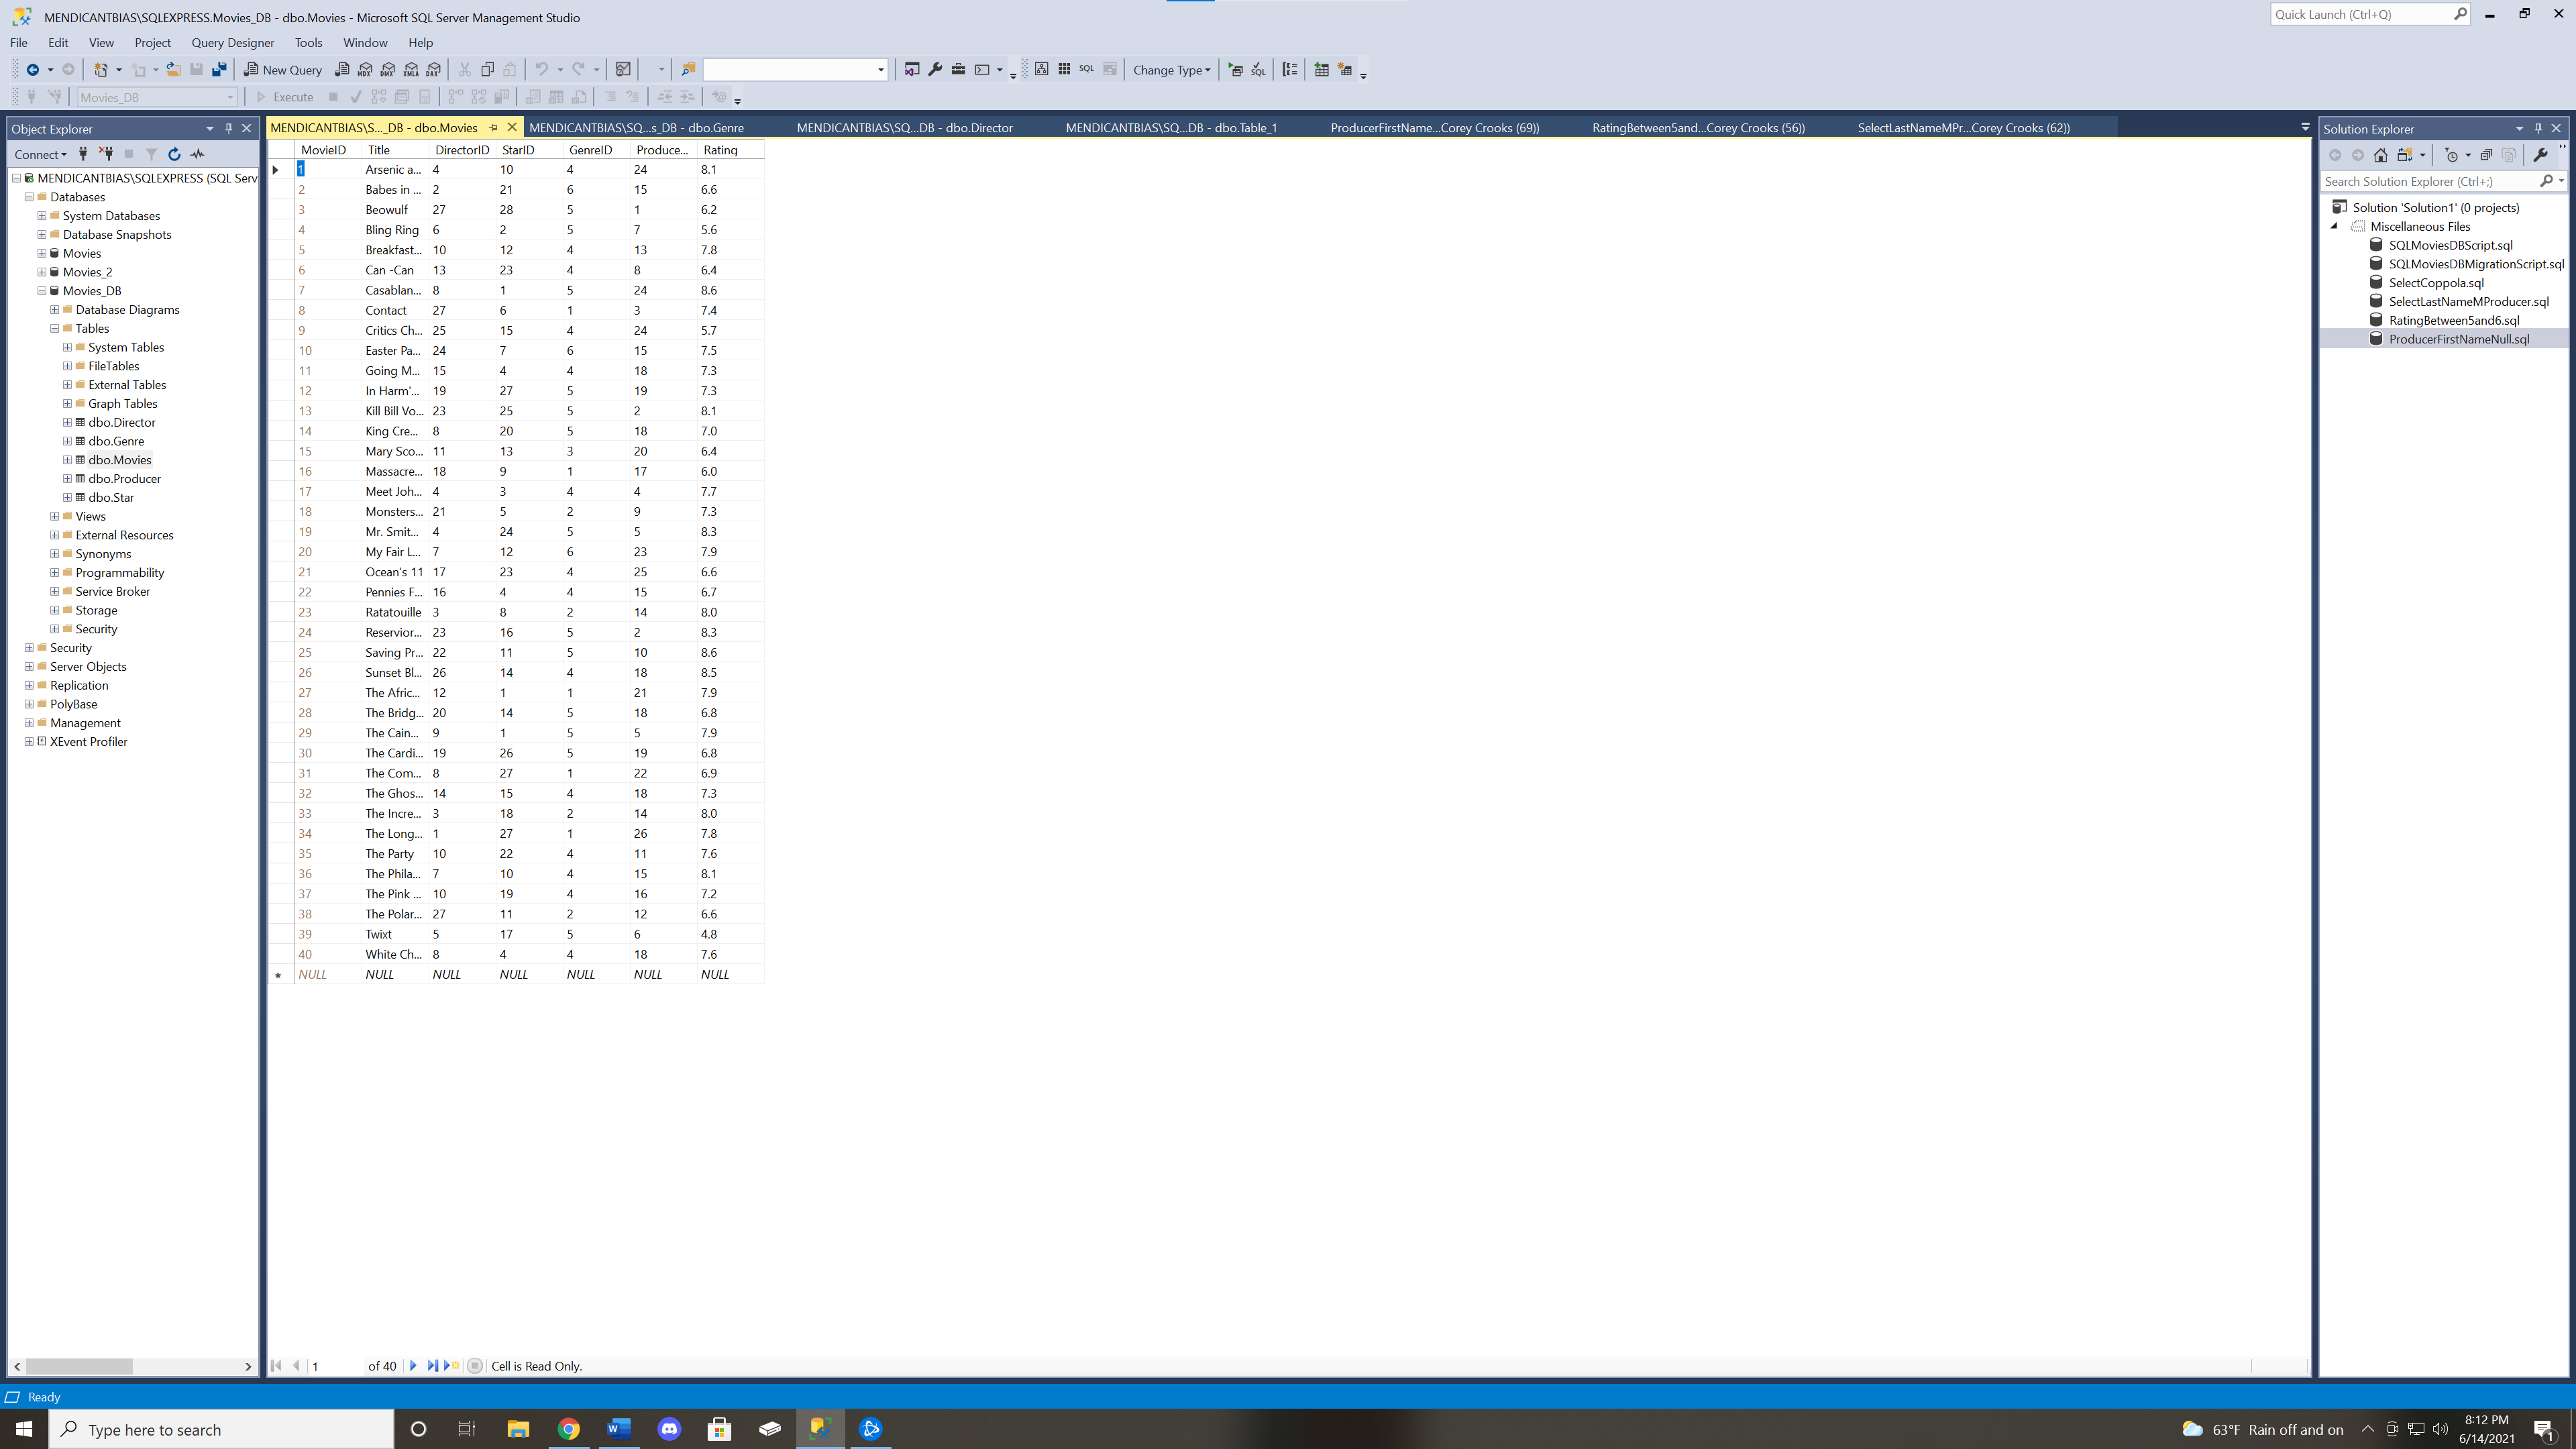 MENDICANTBIAS\SQLEXPRESS.Movies_DB - dbo.Movies - Microsoft SQL Server Management Studio
Quick Launch (Ctrl+Q)
File Edit View Project Query Designer Tools Window Help
New Query MDX DMX XMLA DAX SQL Change Type SQL
Movies_DB Execute
Object Explorer
Connect
MENDICANTBIAS\SQLEXPRESS (SQL Serv
Databases
System Databases
Database Snapshots
Movies
Movies_2
Movies_DB
Database Diagrams
Tables
System Tables
FileTables
External Tables
Graph Tables
dbo.Director
dbo.Genre
dbo.Movies
dbo.Producer
dbo.Star
Views
External Resources
Synonyms
Programmability
Service Broker
Storage
Security
Security
Server Objects
Replication
PolyBase
Management
XEvent Profiler
MENDICANTBIAS\S..._DB - dbo.Movies MENDICANTBIAS\SQ...s_DB - dbo.Genre MENDICANTBIAS\SQ...DB - dbo.Director MENDICANTBIAS\SQ...DB - dbo.Table_1 ProducerFirstName...Corey Crooks (69)) RatingBetween5and...Corey Crooks (56)) SelectLastNameMPr...Corey Crooks (62))
MovieID Title DirectorID StarID GenreID Produce... Rating
1 Arsenic a... 4 10 4 24 8.1
2 Babes in ... 2 21 6 15 6.6
3 Beowulf 27 28 5 1 6.2
4 Bling Ring 6 2 5 7 5.6
5 Breakfast... 10 12 4 13 7.8
6 Can -Can 13 23 4 8 6.4
7 Casablan... 8 1 5 24 8.6
8 Contact 27 6 1 3 7.4
9 Critics Ch... 25 15 4 24 5.7
10 Easter Pa... 24 7 6 15 7.5
11 Going M... 15 4 4 18 7.3
12 In Harm'... 19 27 5 19 7.3
13 Kill Bill Vo... 23 25 5 2 8.1
14 King Cre... 8 20 5 18 7.0
15 Mary Sco... 11 13 3 20 6.4
16 Massacre... 18 9 1 17 6.0
17 Meet Joh... 4 3 4 4 7.7
18 Monsters... 21 5 2 9 7.3
19 Mr. Smit... 4 24 5 5 8.3
20 My Fair L... 7 12 6 23 7.9
21 Ocean's 11 17 23 4 25 6.6
22 Pennies F... 16 4 4 15 6.7
23 Ratatouille 3 8 2 14 8.0
24 Reservior... 23 16 5 2 8.3
25 Saving Pr... 22 11 5 10 8.6
26 Sunset Bl... 26 14 4 18 8.5
27 The Afric... 12 1 1 21 7.9
28 The Bridg... 20 14 5 18 6.8
29 The Cain... 9 1 5 5 7.9
30 The Cardi... 19 26 5 19 6.8
31 The Com... 8 27 1 22 6.9
32 The Ghos... 14 15 4 18 7.3
33 The Incre... 3 18 2 14 8.0
34 The Long... 1 27 1 26 7.8
35 The Party 10 22 4 11 7.6
36 The Phila... 7 10 4 15 8.1
37 The Pink ... 10 19 4 16 7.2
38 The Polar... 27 11 2 12 6.6
39 Twixt 5 17 5 6 4.8
40 White Ch... 8 4 4 18 7.6
NULL NULL NULL NULL NULL NULL NULL
1 of 40 Cell is Read Only.
Solution Explorer
Search Solution Explorer (Ctrl+;)
Solution 'Solution1' (0 projects)
Miscellaneous Files
SQLMoviesDBScript.sql
SQLMoviesDBMigrationScript.sql
SelectCoppola.sql
SelectLastNameMProducer.sql
RatingBetween5and6.sql
ProducerFirstNameNull.sql
Ready
Type here to search
63°F Rain off and on
8:12 PM
6/14/2021
1